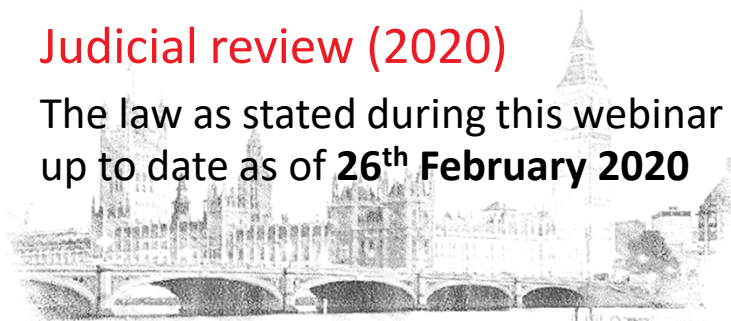 Judicial review (2020)
The law as stated during this webinar
up to date as of 26th February 2020